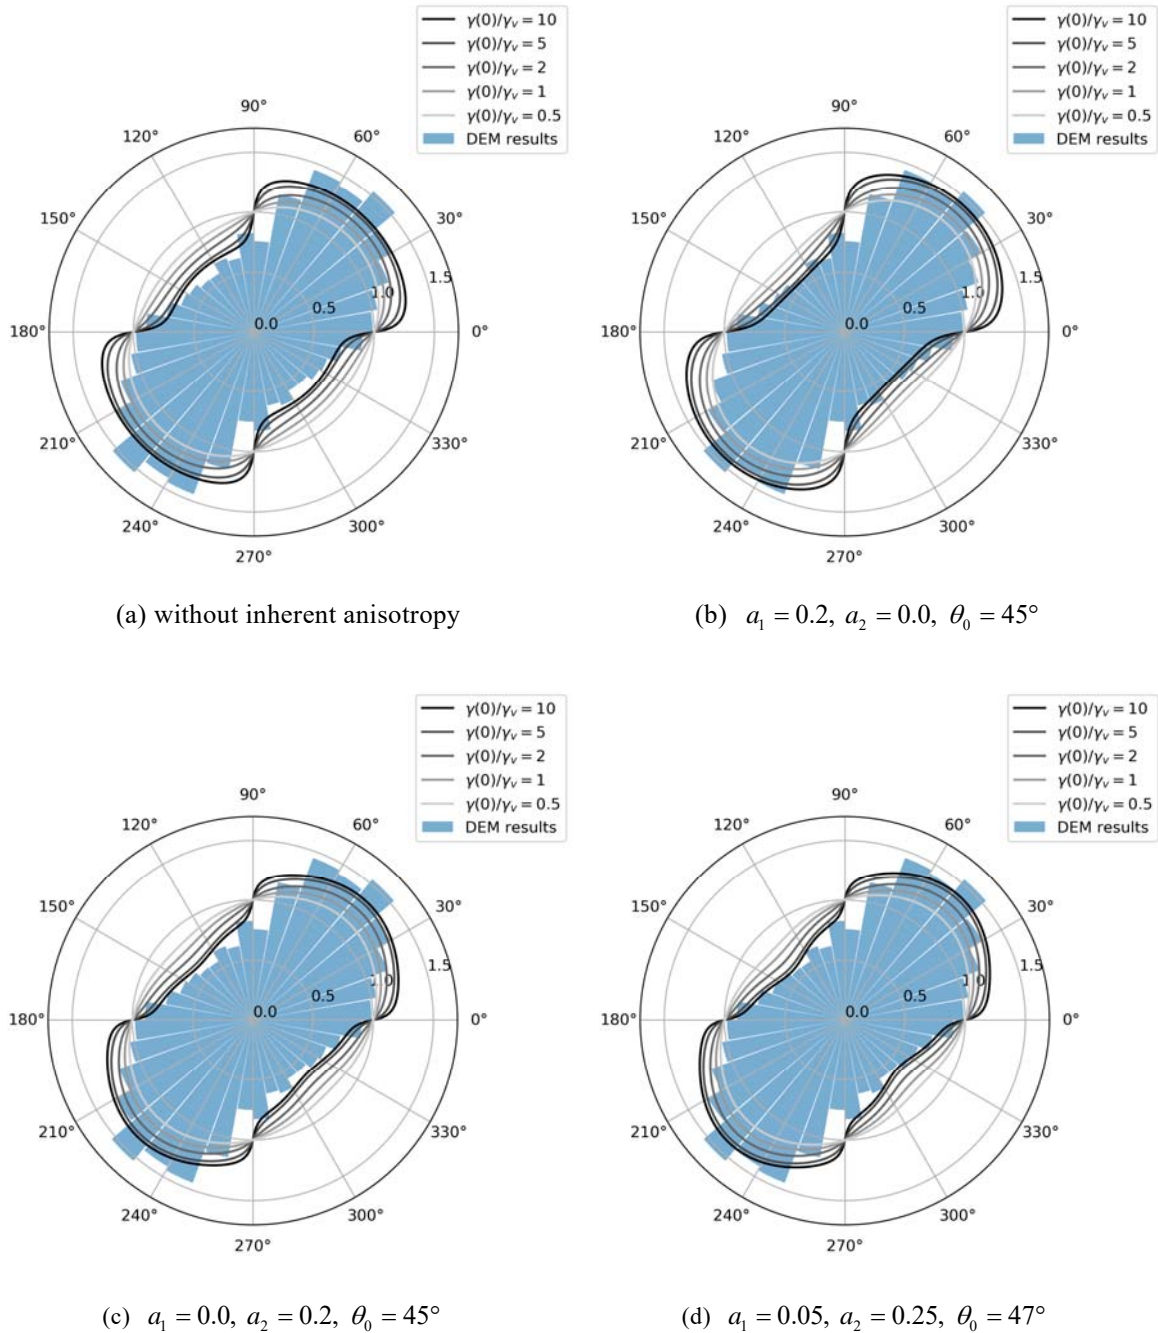 γ(0)/γᵥ = 10
γ(0)/γᵥ = 5
γ(0)/γᵥ = 2
γ(0)/γᵥ = 1
γ(0)/γᵥ = 0.5
DEM results
90°
120°
60°
150°
30°
1.5
1.0
0.5
0.0
180°
0°
210°
330°
240°
300°
270°
(a) without inherent anisotropy
γ(0)/γᵥ = 10
γ(0)/γᵥ = 5
γ(0)/γᵥ = 2
γ(0)/γᵥ = 1
γ(0)/γᵥ = 0.5
DEM results
90°
120°
60°
150°
30°
1.5
1.0
0.5
0.0
180°
0°
210°
330°
240°
300°
270°
(b) a₁ = 0.2, a₂ = 0.0, θ₀ = 45°
γ(0)/γᵥ = 10
γ(0)/γᵥ = 5
γ(0)/γᵥ = 2
γ(0)/γᵥ = 1
γ(0)/γᵥ = 0.5
DEM results
90°
120°
60°
150°
30°
1.5
1.0
0.5
0.0
180°
0°
210°
330°
240°
300°
270°
(c) a₁ = 0.0, a₂ = 0.2, θ₀ = 45°
γ(0)/γᵥ = 10
γ(0)/γᵥ = 5
γ(0)/γᵥ = 2
γ(0)/γᵥ = 1
γ(0)/γᵥ = 0.5
DEM results
90°
120°
60°
150°
30°
1.5
1.0
0.5
0.0
180°
0°
210°
330°
240°
300°
270°
(d) a₁ = 0.05, a₂ = 0.25, θ₀ = 47°